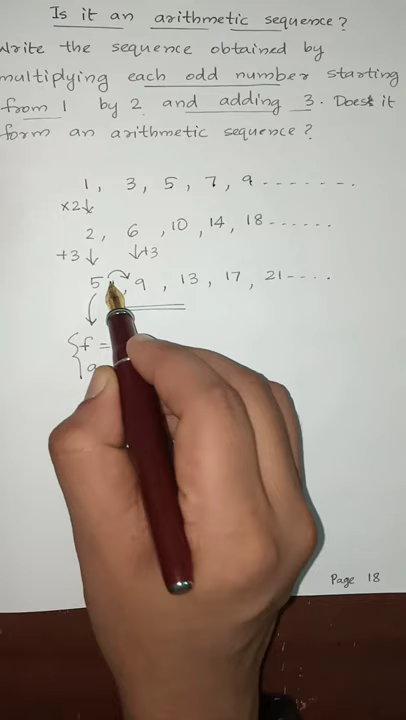 Is it an arithmetic sequence?
Write the sequence obtained by
multiplying each odd number starting
from 1 by 2 and adding 3. Does it
form an arithmetic sequence?
1, 3, 5, 7, 9-------.
×2↓
2, 6, 10, 14, 18------
+3↓ ↓+3
5, 9, 13, 17, 21----.
f =
Page 18